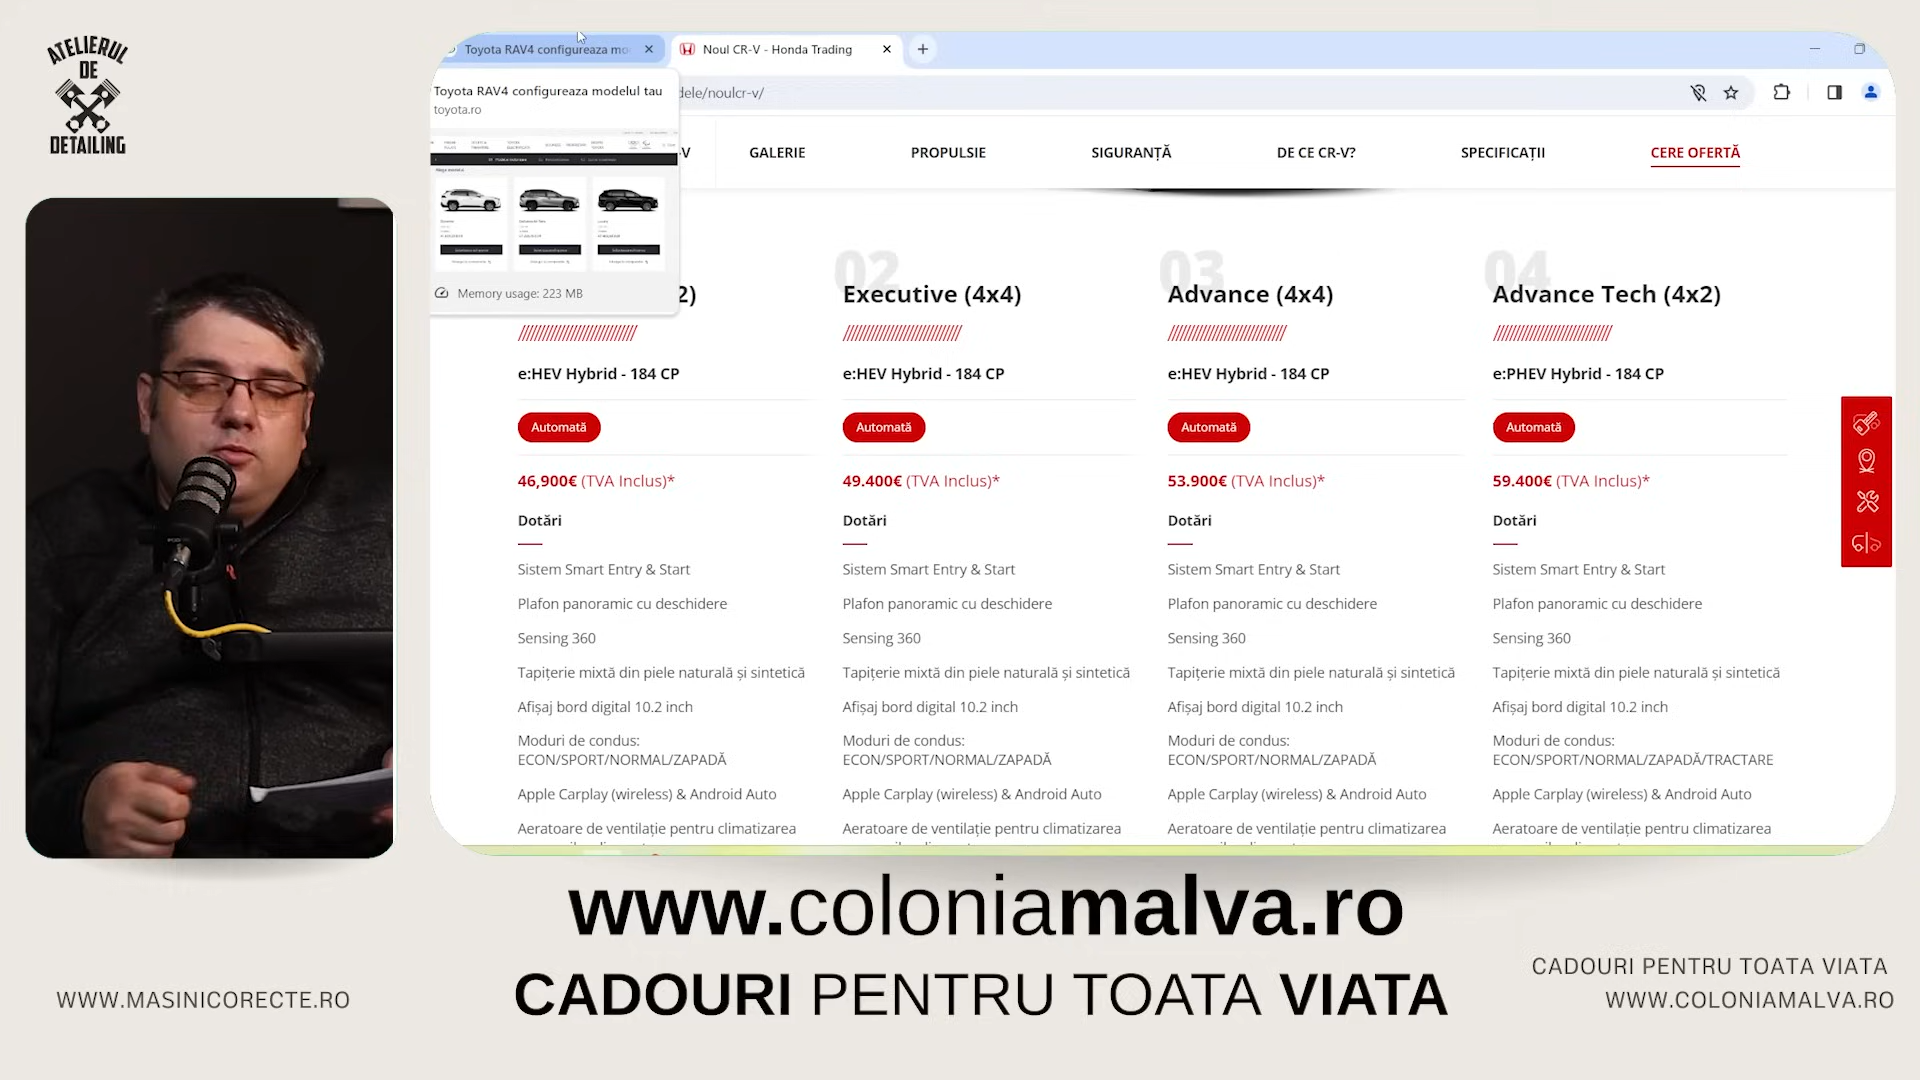 ATELIERUL
DE
DETAILING
Toyota RAV4 configureaza mo
Noul CR-V - Honda Trading
Toyota RAV4 configureaza modelul tau
toyota.ro
dele/noulcr-v/
Memory usage: 223 MB
-V
GALERIE
PROPULSIE
SIGURANȚĂ
DE CE CR-V?
SPECIFICAȚII
CERE OFERTĂ
2)
e:HEV Hybrid - 184 CP
Automată
46,900€ (TVA Inclus)*
Dotări
Sistem Smart Entry & Start
Plafon panoramic cu deschidere
Sensing 360
Tapițerie mixtă din piele naturală și sintetică
Afișaj bord digital 10.2 inch
Moduri de condus:
ECON/SPORT/NORMAL/ZAPADĂ
Apple Carplay (wireless) & Android Auto
Aeratoare de ventilație pentru climatizarea
02
Executive (4x4)
e:HEV Hybrid - 184 CP
Automată
49.400€ (TVA Inclus)*
Dotări
Sistem Smart Entry & Start
Plafon panoramic cu deschidere
Sensing 360
Tapițerie mixtă din piele naturală și sintetică
Afișaj bord digital 10.2 inch
Moduri de condus:
ECON/SPORT/NORMAL/ZAPADĂ
Apple Carplay (wireless) & Android Auto
Aeratoare de ventilație pentru climatizarea
03
Advance (4x4)
e:HEV Hybrid - 184 CP
Automată
53.900€ (TVA Inclus)*
Dotări
Sistem Smart Entry & Start
Plafon panoramic cu deschidere
Sensing 360
Tapițerie mixtă din piele naturală și sintetică
Afișaj bord digital 10.2 inch
Moduri de condus:
ECON/SPORT/NORMAL/ZAPADĂ
Apple Carplay (wireless) & Android Auto
Aeratoare de ventilație pentru climatizarea
04
Advance Tech (4x2)
e:PHEV Hybrid - 184 CP
Automată
59.400€ (TVA Inclus)*
Dotări
Sistem Smart Entry & Start
Plafon panoramic cu deschidere
Sensing 360
Tapițerie mixtă din piele naturală și sintetică
Afișaj bord digital 10.2 inch
Moduri de condus:
ECON/SPORT/NORMAL/ZAPADĂ/TRACTARE
Apple Carplay (wireless) & Android Auto
Aeratoare de ventilație pentru climatizarea
www.coloniamalva.ro
CADOURI PENTRU TOATA VIATA
WWW.MASINICORECTE.RO
CADOURI PENTRU TOATA VIATA
WWW.COLONIAMALVA.RO